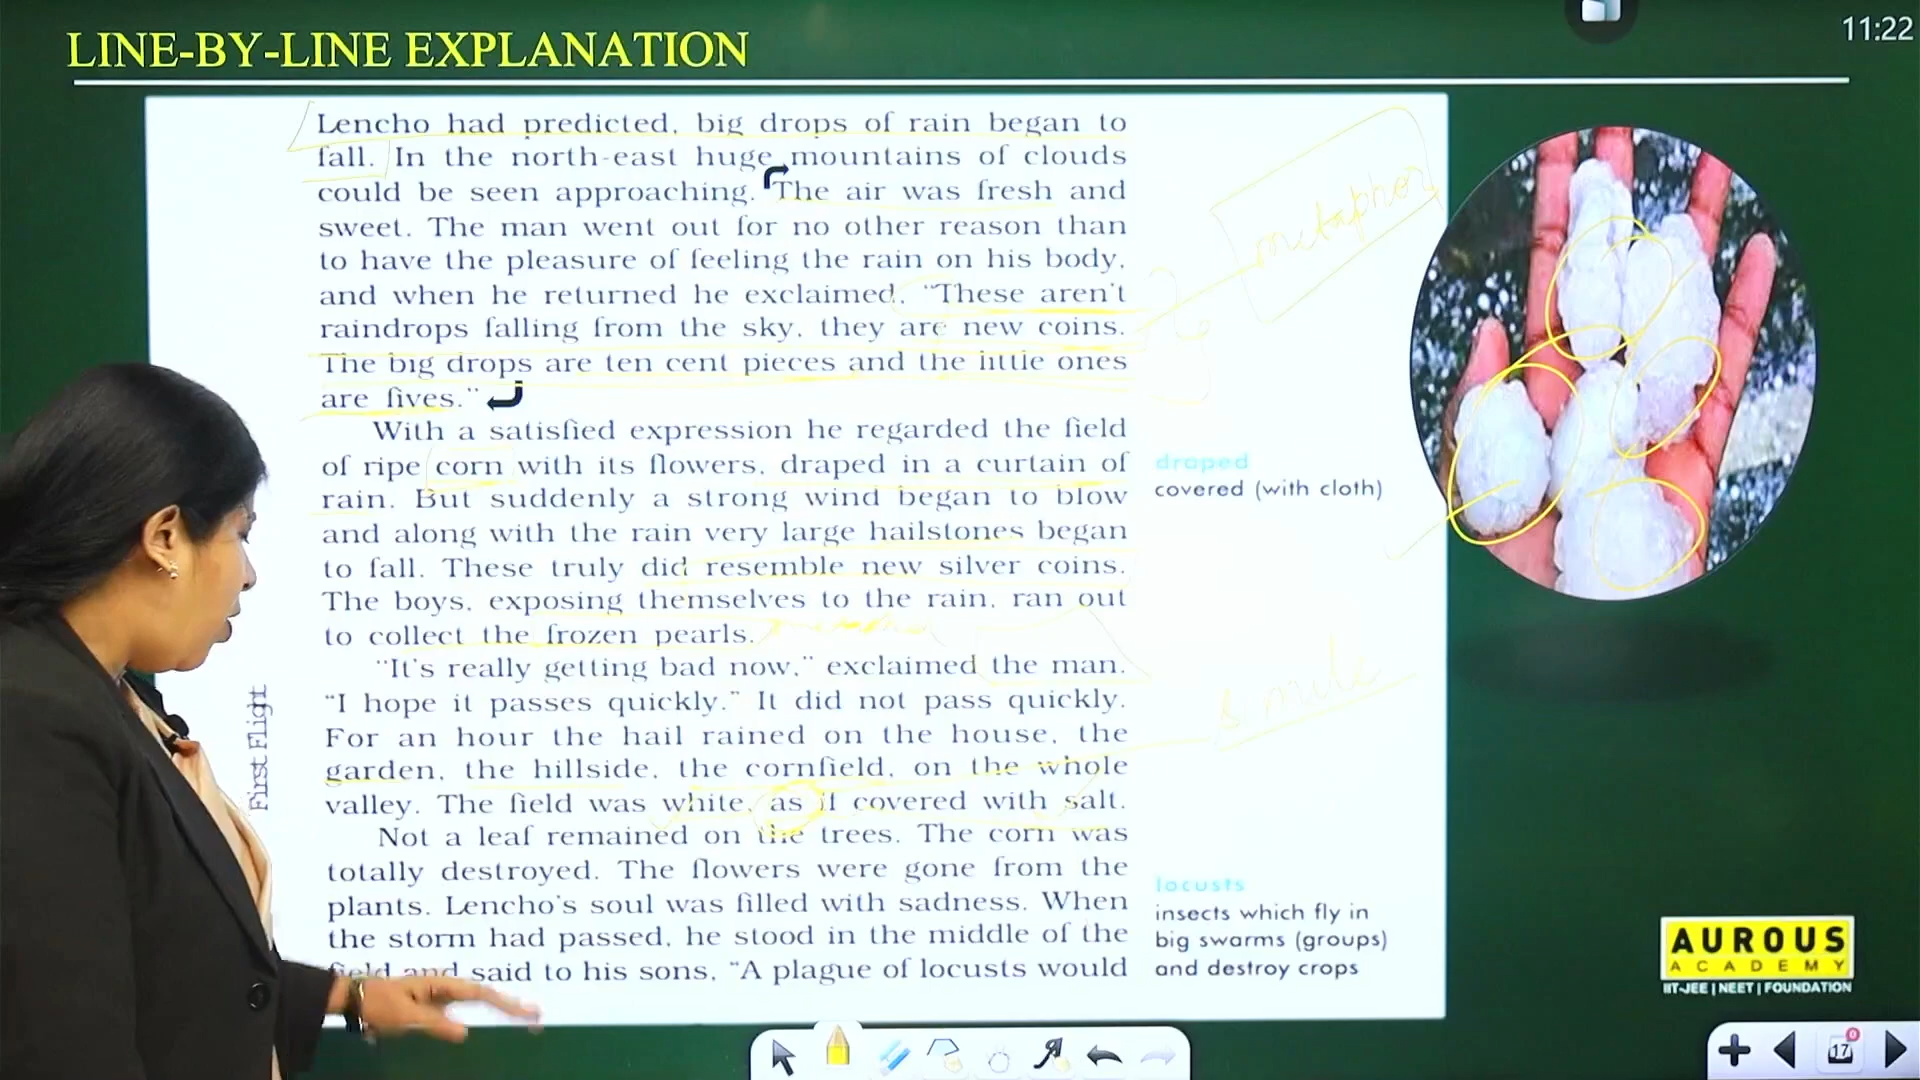 11:22
LINE-BY-LINE EXPLANATION
Lencho had predicted, big drops of rain began to
fall. In the north-east huge mountains of clouds
could be seen approaching. The air was fresh and
sweet. The man went out for no other reason than
to have the pleasure of feeling the rain on his body,
and when he returned he exclaimed, “These aren't
raindrops falling from the sky, they are new coins.
The big drops are ten cent pieces and the little ones
are fives.”
With a satisfied expression he regarded the field
of ripe corn with its flowers, draped in a curtain of
rain. But suddenly a strong wind began to blow
and along with the rain very large hailstones began
to fall. These truly did resemble new silver coins.
The boys, exposing themselves to the rain, ran out
to collect the frozen pearls.
“It's really getting bad now,” exclaimed the man.
“I hope it passes quickly.” It did not pass quickly.
For an hour the hail rained on the house, the
garden, the hillside, the cornfield, on the whole
valley. The field was white, as if covered with salt.
Not a leaf remained on the trees. The corn was
totally destroyed. The flowers were gone from the
plants. Lencho's soul was filled with sadness. When
the storm had passed, he stood in the middle of the
field and said to his sons, “A plague of locusts would
metaphor
draped
covered (with cloth)
simile
locusts
insects which fly in
big swarms (groups)
and destroy crops
First Flight
AUROUS
ACADEMY
IIT-JEE | NEET | FOUNDATION
17
0